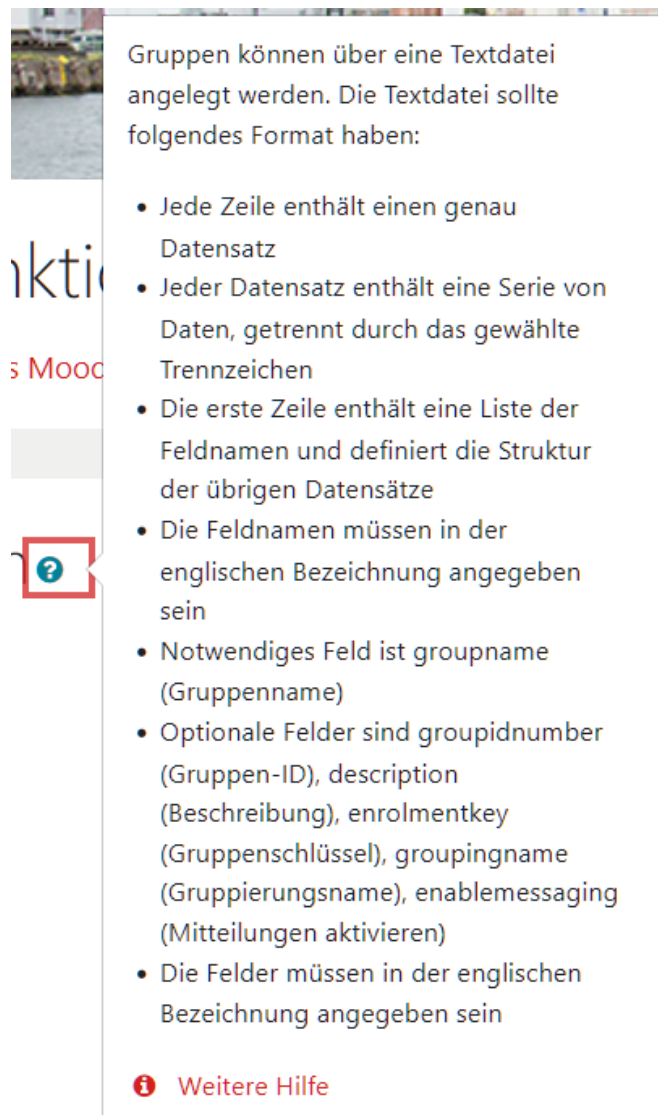 Gruppen können über eine Textdatei
angelegt werden. Die Textdatei sollte
folgendes Format haben:
• Jede Zeile enthält einen genau
Datensatz
• Jeder Datensatz enthält eine Serie von
Daten, getrennt durch das gewählte
Trennzeichen
• Die erste Zeile enthält eine Liste der
Feldnamen und definiert die Struktur
der übrigen Datensätze
• Die Feldnamen müssen in der
englischen Bezeichnung angegeben
sein
• Notwendiges Feld ist groupname
(Gruppenname)
• Optionale Felder sind groupidnumber
(Gruppen-ID), description
(Beschreibung), enrolmentkey
(Gruppenschlüssel), groupingname
(Gruppierungsname), enablemessaging
(Mitteilungen aktivieren)
• Die Felder müssen in der englischen
Bezeichnung angegeben sein
Weitere Hilfe
nkti
s Mood
?